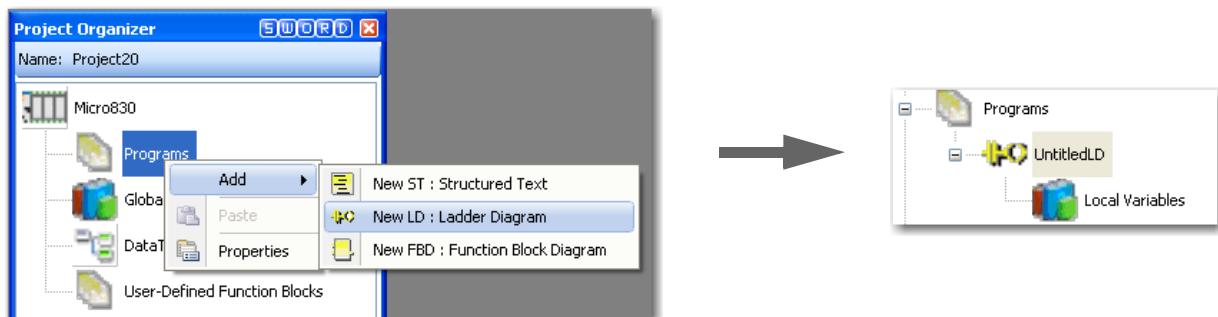 Project Organizer SWORD
Name: Project20
Micro830
Programs
Add
New ST : Structured Text
Globa
Paste
New LD : Ladder Diagram
DataT
Properties
New FBD : Function Block Diagram
User-Defined Function Blocks
Programs
UntitledLD
Local Variables